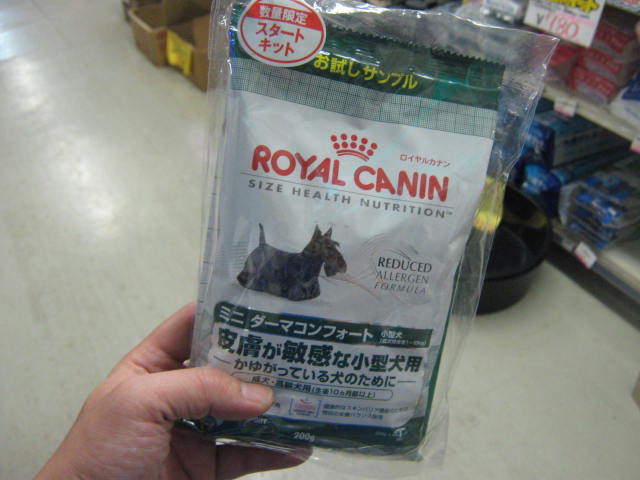 数量限定
スタート
キット
お試しサンプル
¥980
ロイヤルカナン
ROYAL CANIN
SIZE HEALTH NUTRITION™
REDUCED
ALLERGEN
FORMULA
ミニ ダーマコンフォート 小型犬
皮膚が敏感な小型犬用
かゆがっている犬のために
成犬・高齢犬用(生後10ヵ月齢以上)
200g